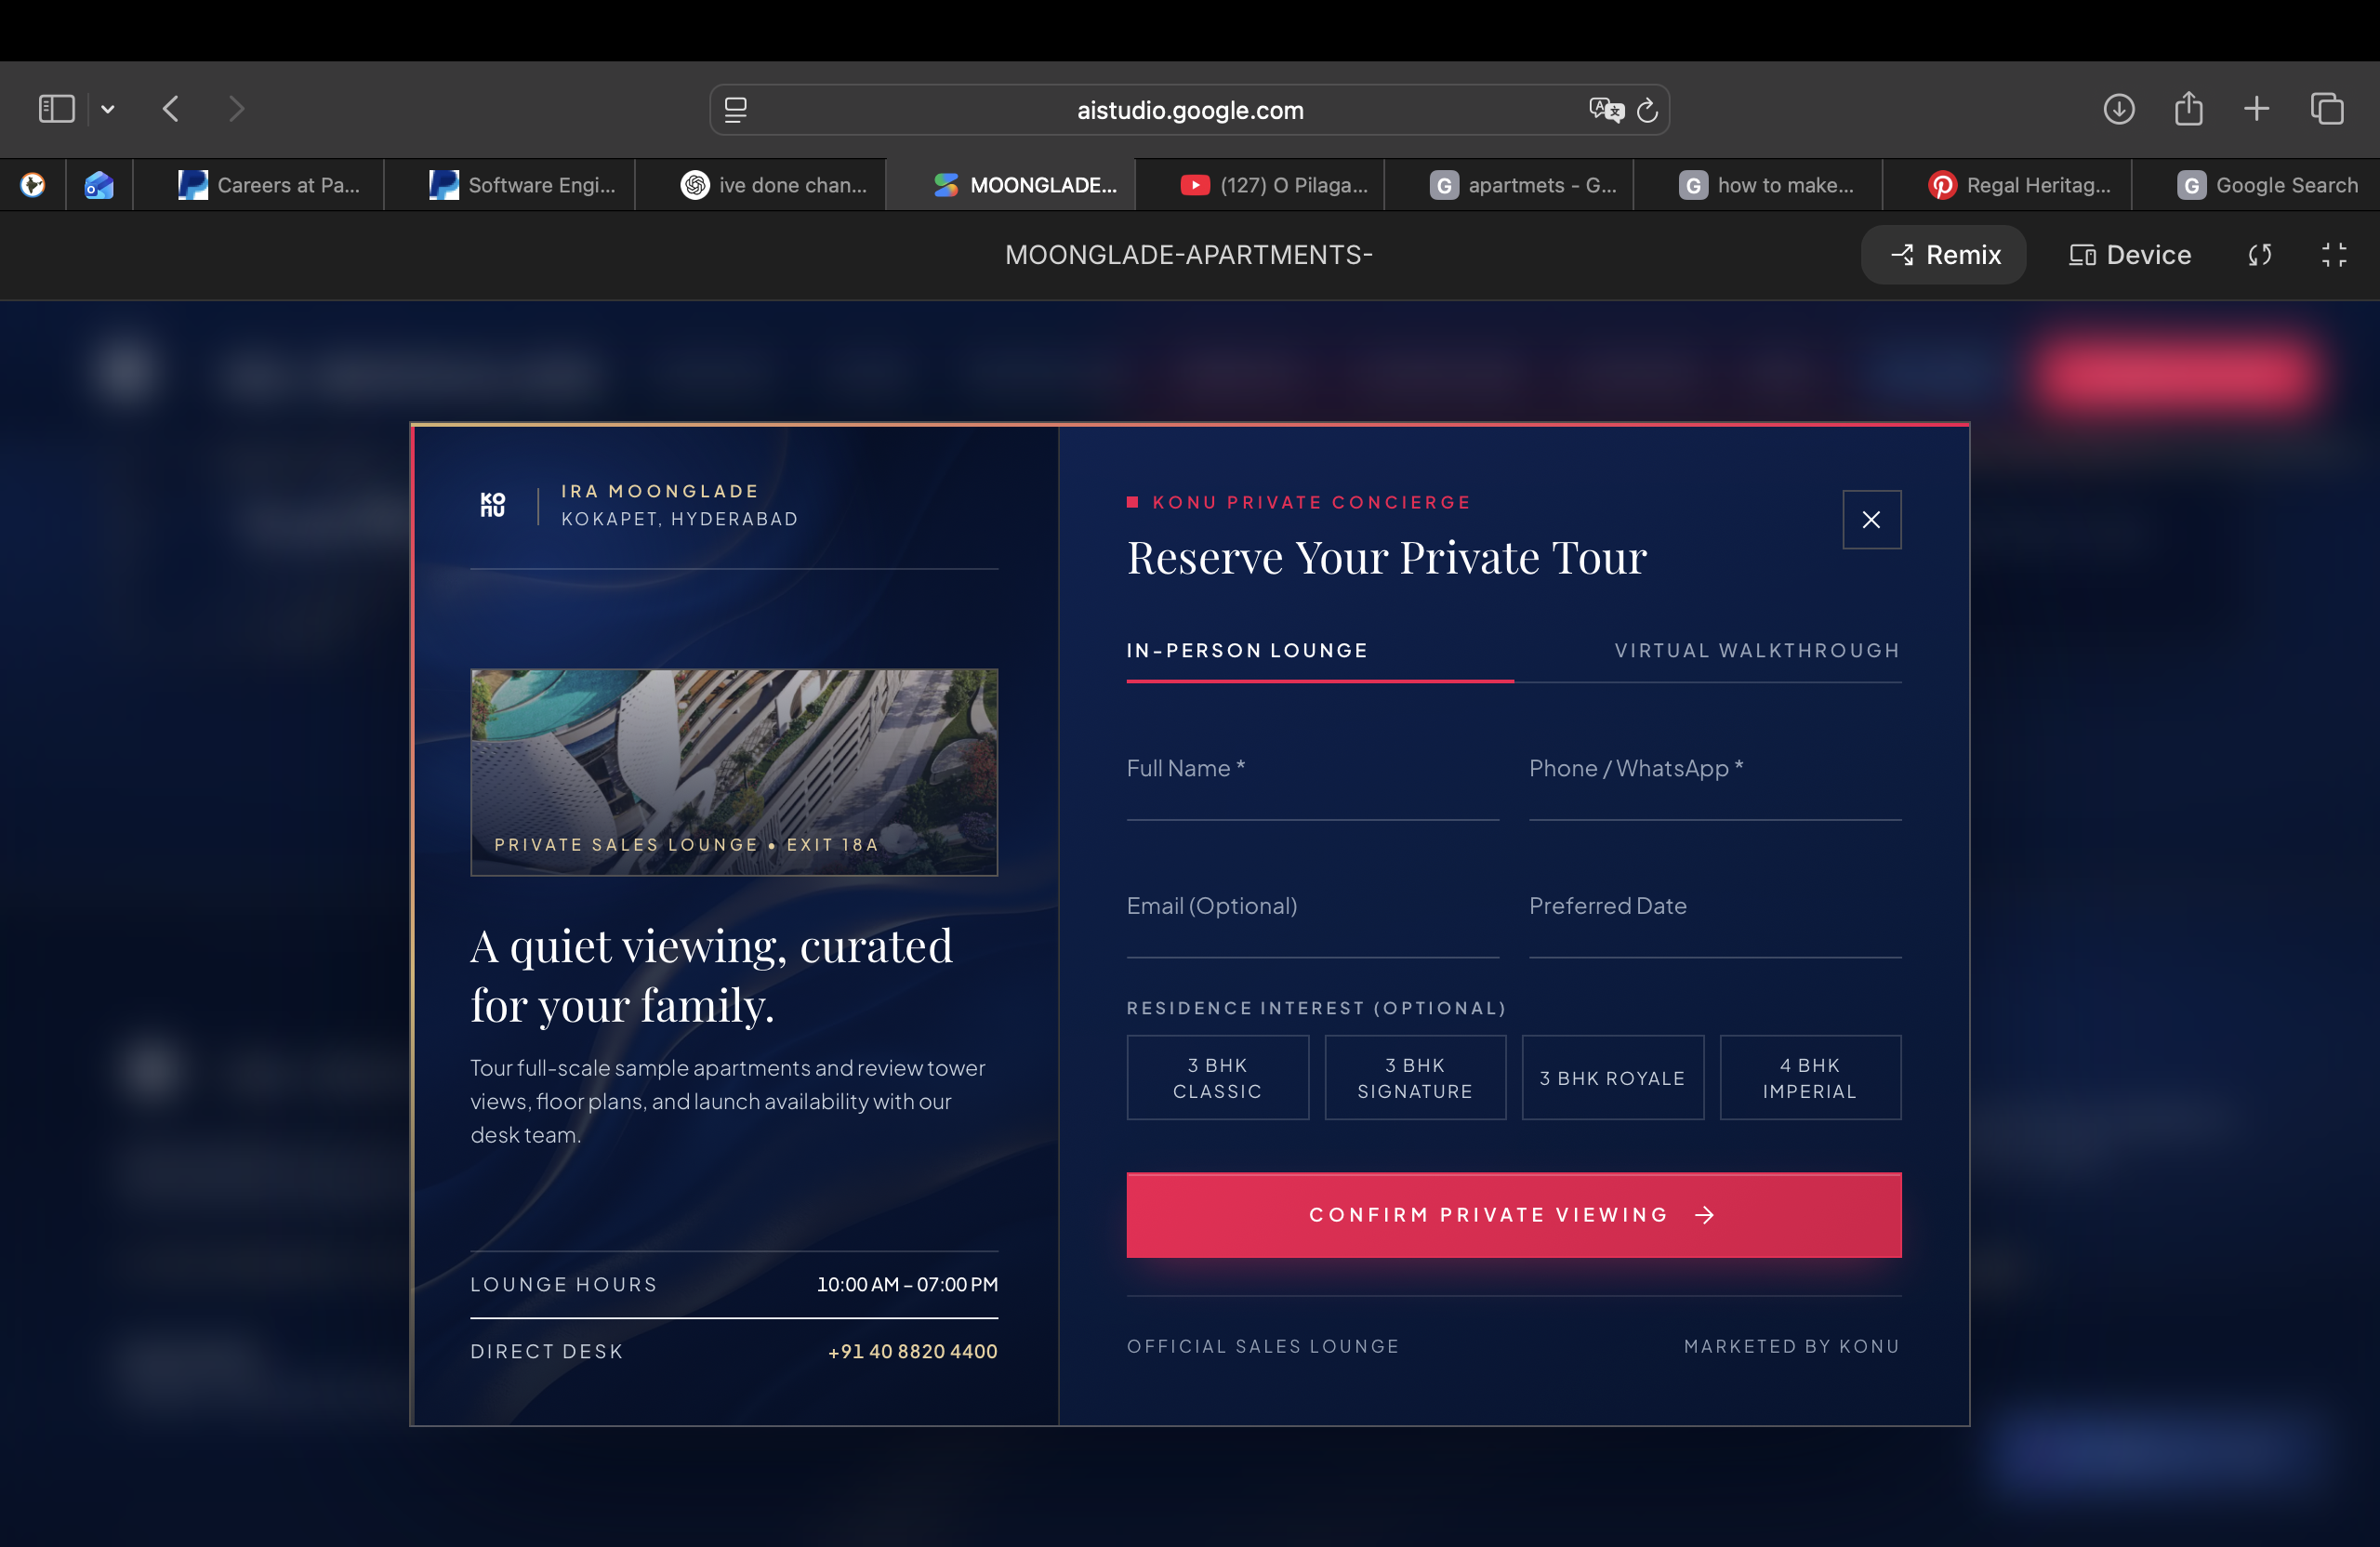 aistudio.google.com
Careers at Pa...
Software Engi...
ive done chan...
MOONGLADE...
(127) O Pilaga...
apartmets - G...
how to make...
Regal Heritag...
Google Search
MOONGLADE-APARTMENTS-
Remix
Device
KONU
IRA MOONGLADE
KOKAPET, HYDERABAD
PRIVATE SALES LOUNGE • EXIT 18A
A quiet viewing, curated
for your family.
Tour full-scale sample apartments and review tower
views, floor plans, and launch availability with our
desk team.
LOUNGE HOURS 10:00 AM – 07:00 PM
DIRECT DESK +91 40 8820 4400
KONU PRIVATE CONCIERGE
Reserve Your Private Tour
IN-PERSON LOUNGE
VIRTUAL WALKTHROUGH
Full Name *
Phone / WhatsApp *
Email (Optional)
Preferred Date
RESIDENCE INTEREST (OPTIONAL)
3 BHK
CLASSIC
3 BHK
SIGNATURE
3 BHK ROYALE
4 BHK
IMPERIAL
CONFIRM PRIVATE VIEWING →
OFFICIAL SALES LOUNGE
MARKETED BY KONU